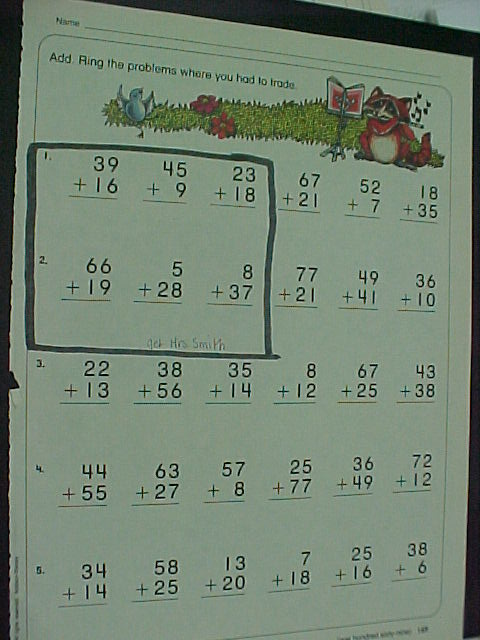 Name
Add. Ring the problems where you had to trade.
1. 39 45 23 67 52 18
+ 16 + 9 + 18 + 21 + 7 + 35
2. 66 5 8 77 49 36
+ 19 + 28 + 37 + 21 + 41 + 10
get Mrs. Smith
3. 22 38 35 8 67 43
+ 13 + 56 + 14 + 12 + 25 + 38
4. 44 63 57 25 36 72
+ 55 + 27 + 8 + 77 + 49 + 12
5. 34 58 13 7 25 38
+ 14 + 25 + 20 + 18 + 16 + 6
hundred sixty-nine